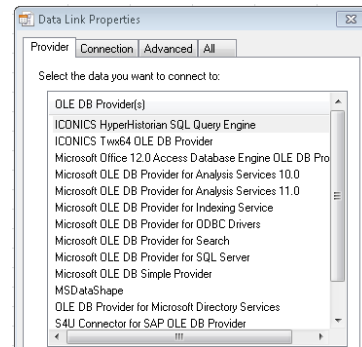 Data Link Properties
Provider Connection Advanced All
Select the data you want to connect to:
OLE DB Provider(s)
ICONICS HyperHistorian SQL Query Engine
ICONICS Twx64 OLE DB Provider
Microsoft Office 12.0 Access Database Engine OLE DB Pro
Microsoft OLE DB Provider for Analysis Services 10.0
Microsoft OLE DB Provider for Analysis Services 11.0
Microsoft OLE DB Provider for Indexing Service
Microsoft OLE DB Provider for ODBC Drivers
Microsoft OLE DB Provider for Search
Microsoft OLE DB Provider for SQL Server
Microsoft OLE DB Simple Provider
MSDataShape
OLE DB Provider for Microsoft Directory Services
S4U Connector for SAP OLE DB Provider